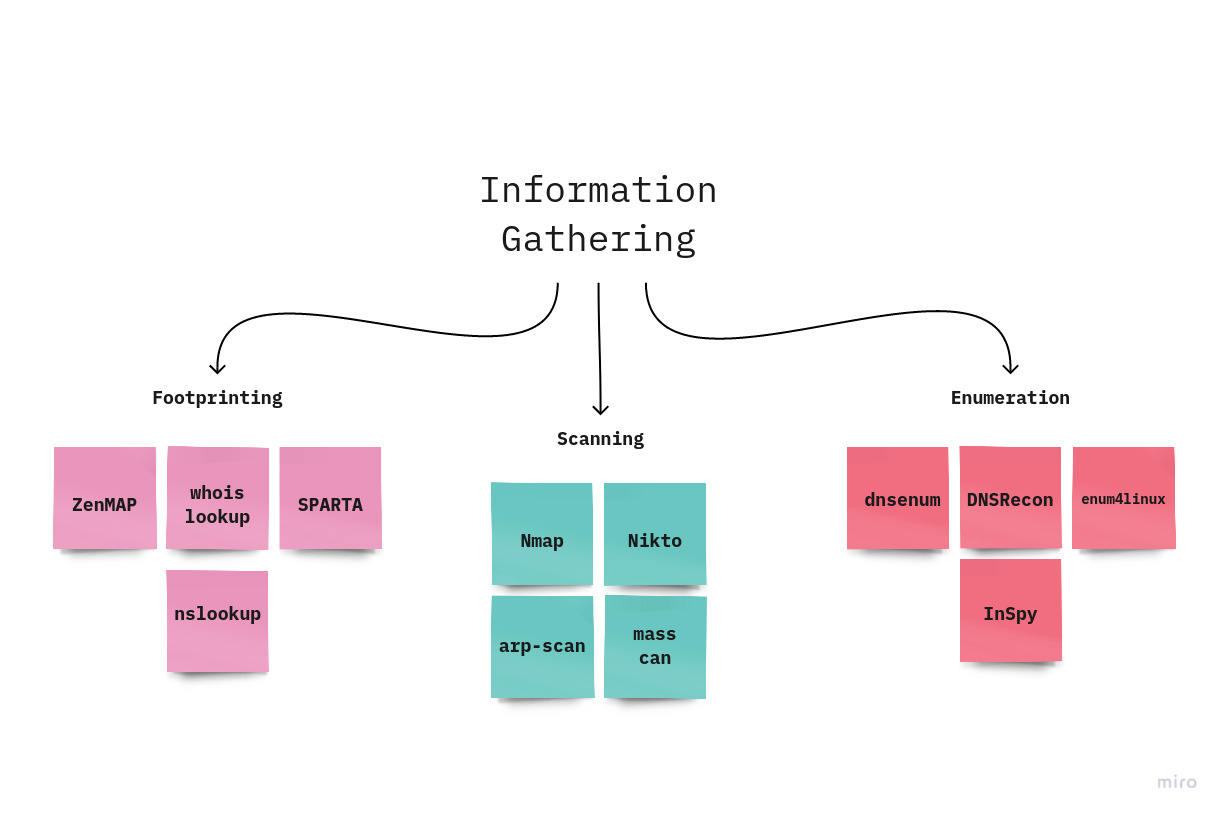 Information
Gathering
Footprinting
ZenMAP
whois
lookup
SPARTA
nslookup
Scanning
Nmap
Nikto
arp-scan
mass
can
Enumeration
dnsenum
DNSRecon
enum4linux
InSpy
miro